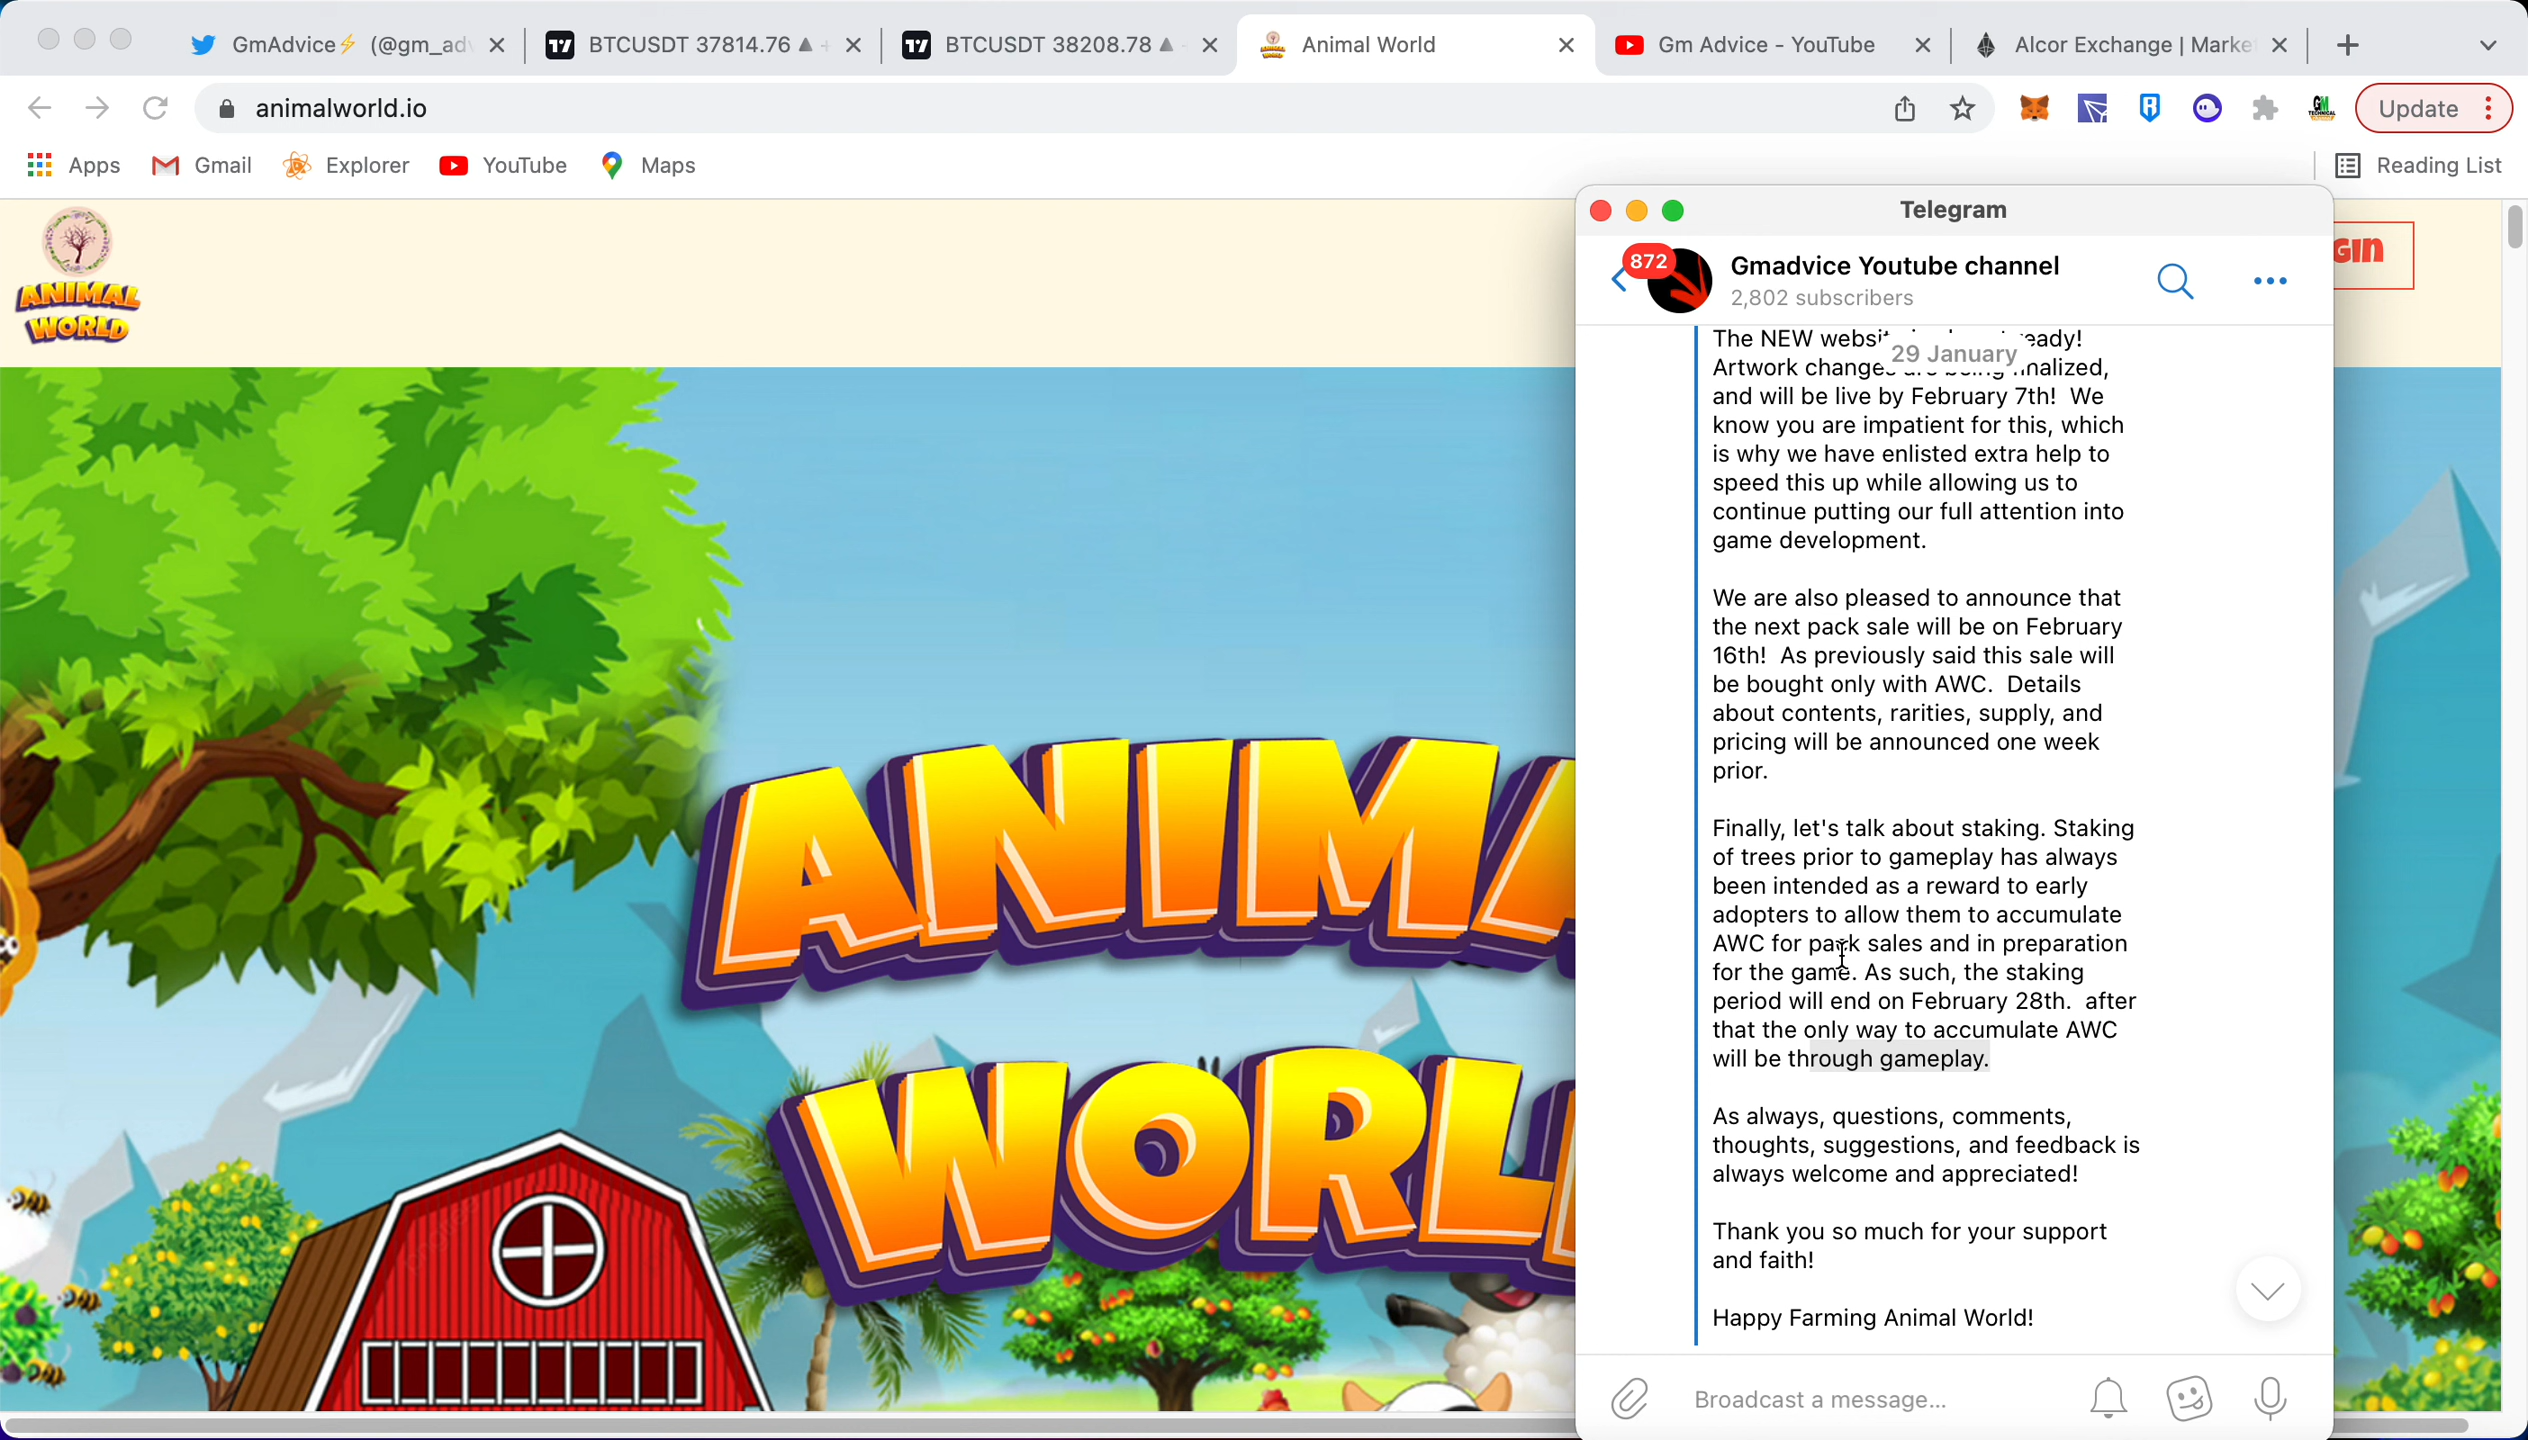 GmAdvice⚡ (@gm_adv
BTCUSDT 37814.76 ▲ +
BTCUSDT 38208.78 ▲ -
Animal World
Gm Advice - YouTube
Alcor Exchange | Marke
animalworld.io
Update
Apps
Gmail
Explorer
YouTube
Maps
Reading List
ANIMAL
WORLD
GIN
Telegram
872
Gmadvice Youtube channel
2,802 subscribers
29 January
The NEW websit ready!
Artwork changes are being finalized,
and will be live by February 7th! We
know you are impatient for this, which
is why we have enlisted extra help to
speed this up while allowing us to
continue putting our full attention into
game development.
We are also pleased to announce that
the next pack sale will be on February
16th! As previously said this sale will
be bought only with AWC. Details
about contents, rarities, supply, and
pricing will be announced one week
prior.
Finally, let's talk about staking. Staking
of trees prior to gameplay has always
been intended as a reward to early
adopters to allow them to accumulate
AWC for pack sales and in preparation
for the game. As such, the staking
period will end on February 28th. after
that the only way to accumulate AWC
will be through gameplay.
As always, questions, comments,
thoughts, suggestions, and feedback is
always welcome and appreciated!
Thank you so much for your support
and faith!
Happy Farming Animal World!
Broadcast a message...
ANIMA
WORL